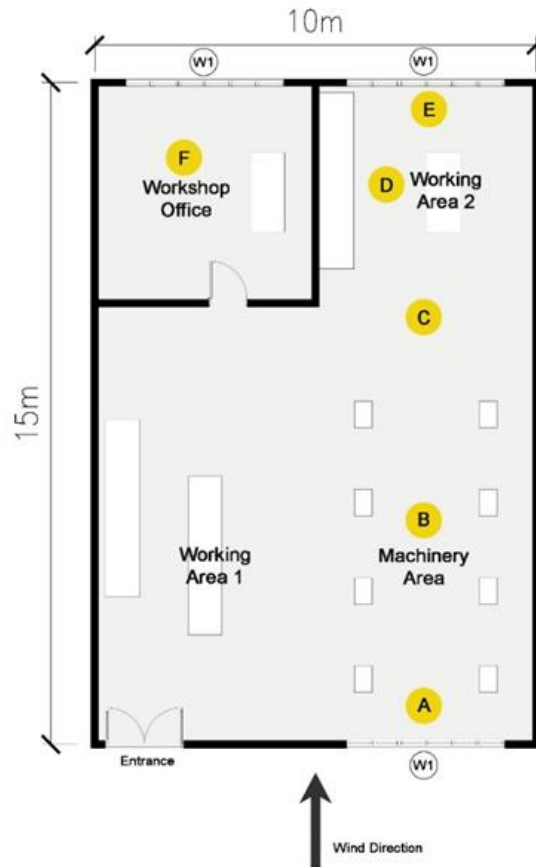 10m
W1
W1
E
F
Workshop
Office
D
Working
Area 2
C
15m
B
Working
Area 1
Machinery
Area
A
Entrance
W1
Wind Direction